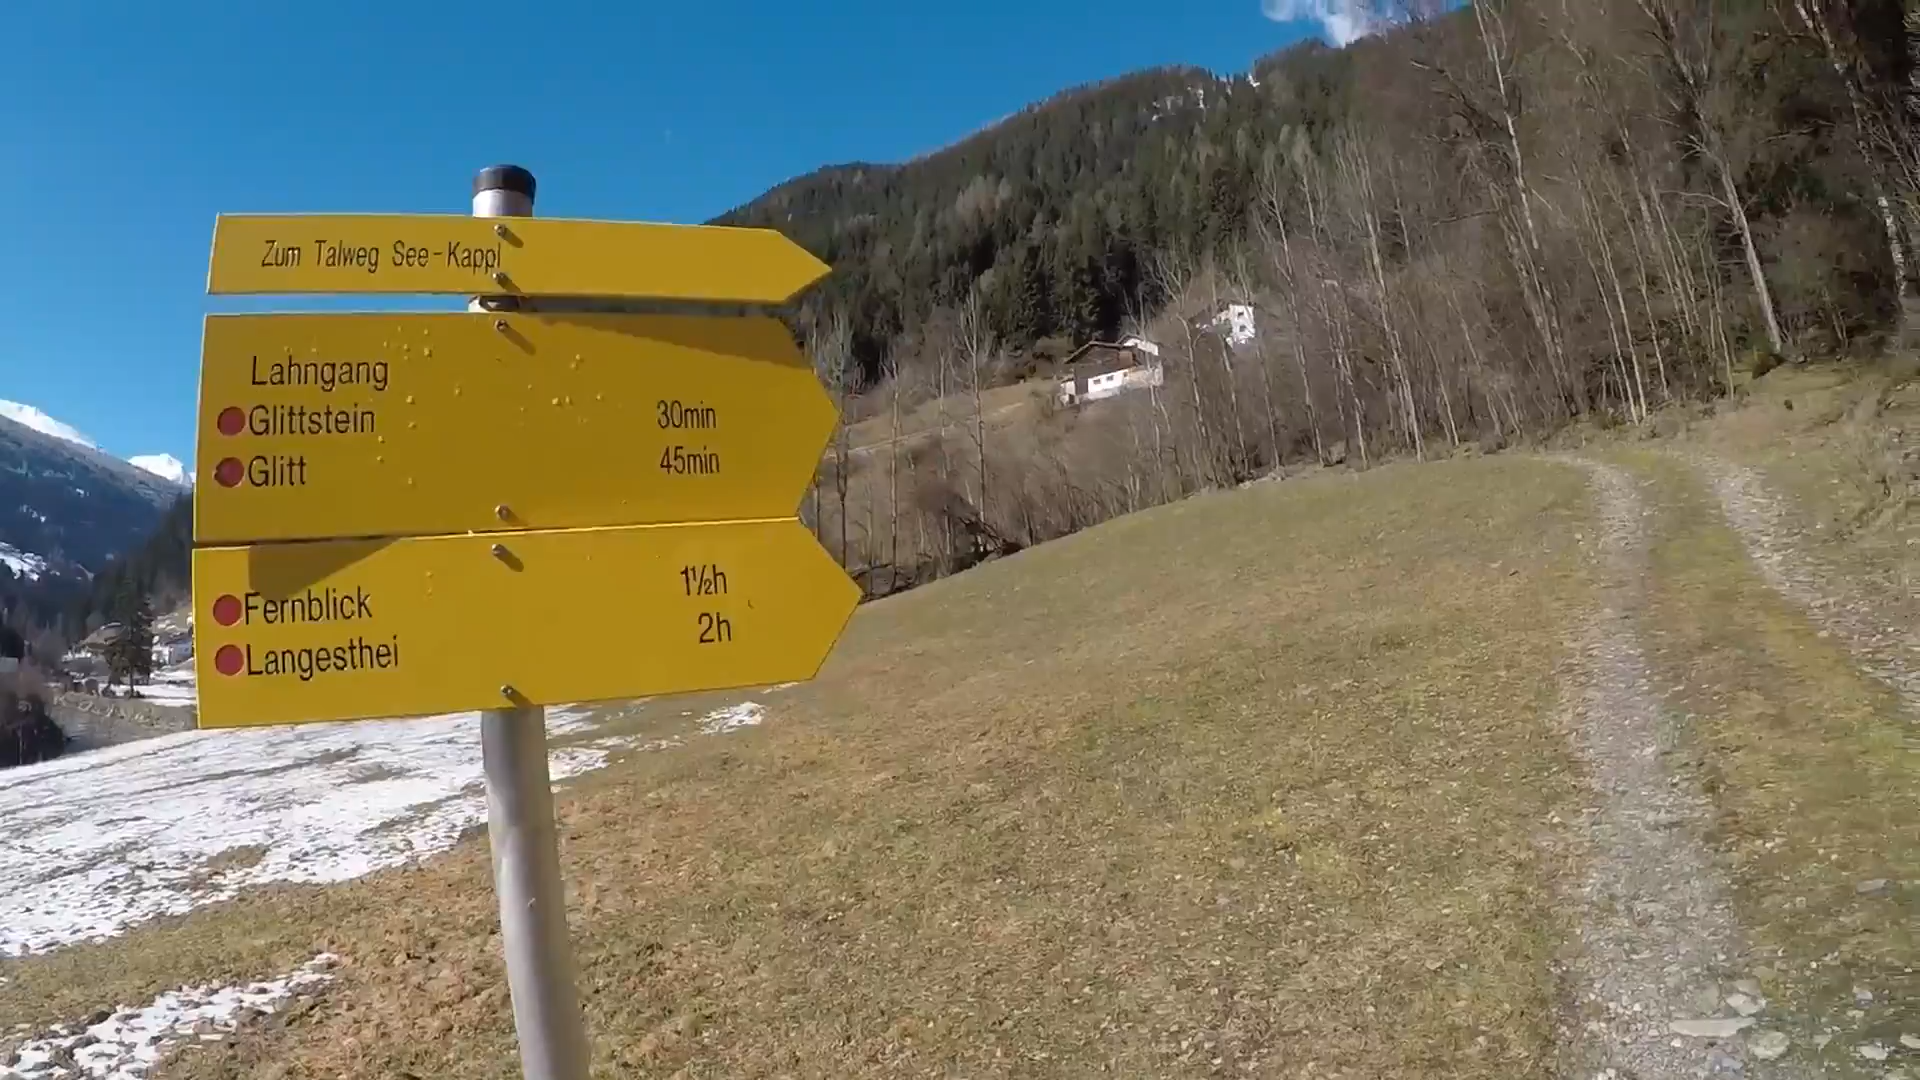 Zum Talweg See-Kappl
Lahngang
Glittstein 30min
Glitt 45min
Fernblick 1½h
Langesthei 2h